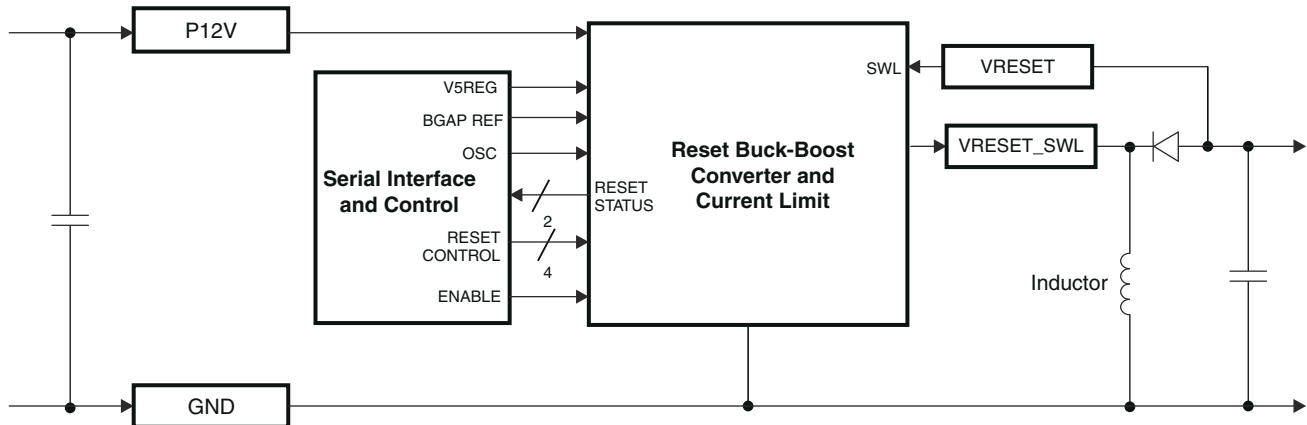 P12V
SWL
VRESET
V5REG
BGAP REF
OSC
VRESET_SWL
Reset Buck-Boost
Converter and
Current Limit
Serial Interface
and Control
RESET
STATUS
2
RESET
CONTROL
4
ENABLE
Inductor
GND